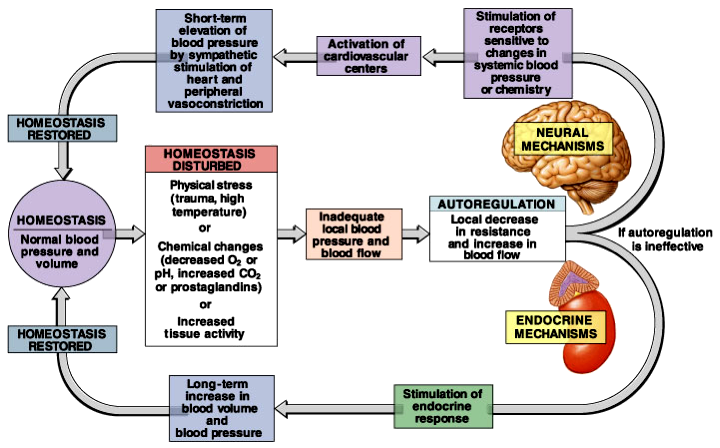 Short-term
elevation of
blood pressure
by sympathetic
stimulation of
heart and
peripheral
vasoconstriction
Activation of
cardiovascular
centers
Stimulation of
receptors
sensitive to
changes in
systemic blood
pressure
or chemistry
HOMEOSTASIS
RESTORED
NEURAL
MECHANISMS
HOMEOSTASIS
DISTURBED
Physical stress
(trauma, high
temperature)
or
Chemical changes
(decreased O2 or
pH, increased CO2
or prostaglandins)
or
Increased
tissue activity
HOMEOSTASIS
Normal blood
pressure and
volume
Inadequate
local blood
pressure and
blood flow
AUTOREGULATION
Local decrease
in resistance
and increase in
blood flow
If autoregulation
is ineffective
ENDOCRINE
MECHANISMS
HOMEOSTASIS
RESTORED
Long-term
increase in
blood volume
and
blood pressure
Stimulation of
endocrine
response